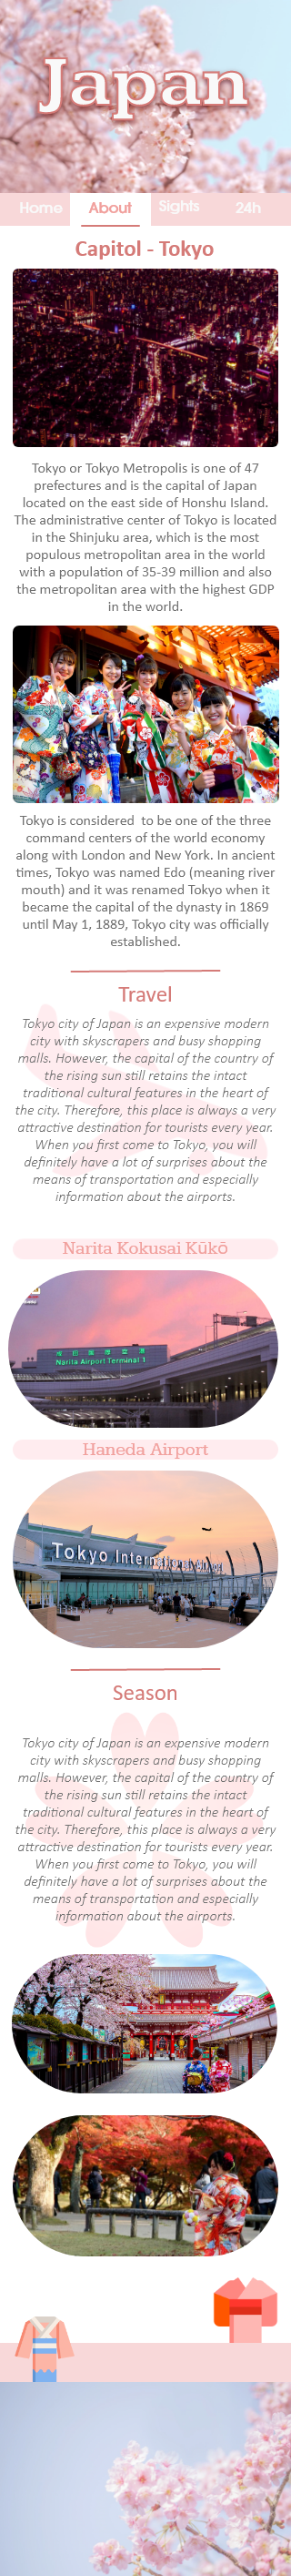 Japan
Home About Sights 24h
Capitol - Tokyo
Tokyo or Tokyo Metropolis is one of 47
prefectures and is the capital of Japan
located on the east side of Honshu Island.
The administrative center of Tokyo is located
in the Shinjuku area, which is the most
populous metropolitan area in the world
with a population of 35-39 million and also
the metropolitan area with the highest GDP
in the world.
Tokyo is considered to be one of the three
command centers of the world economy
along with London and New York. In ancient
times, Tokyo was named Edo (meaning river
mouth) and it was renamed Tokyo when it
became the capital of the dynasty in 1869
until May 1, 1889, Tokyo city was officially
established.
Travel
Tokyo city of Japan is an expensive modern
city with skyscrapers and busy shopping
malls. However, the capital of the country of
the rising sun still retains the intact
traditional cultural features in the heart of
the city. Therefore, this place is always a very
attractive destination for tourists every year.
When you first come to Tokyo, you will
definitely have a lot of surprises about the
means of transportation and especially
information about the airports.
Narita Kokusai Kūkō
成田国際空港
Narita Airport Terminal 1
Haneda Airport
Tokyo International
Season
Tokyo city of Japan is an expensive modern
city with skyscrapers and busy shopping
malls. However, the capital of the country of
the rising sun still retains the intact
traditional cultural features in the heart of
the city. Therefore, this place is always a very
attractive destination for tourists every year.
When you first come to Tokyo, you will
definitely have a lot of surprises about the
means of transportation and especially
information about the airports.